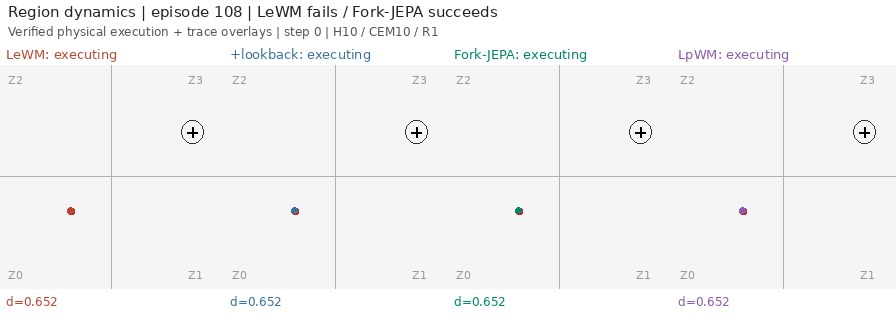 Region dynamics | episode 108 | LeWM fails / Fork-JEPA succeeds
Verified physical execution + trace overlays | step 0 | H10 / CEM10 / R1
LeWM: executing +lookback: executing Fork-JEPA: executing LpWM: executing
Z2 Z3 Z2 Z3 Z2 Z3 Z2 Z3
Z0 Z1 Z0 Z1 Z0 Z1 Z0 Z1
d=0.652 d=0.652 d=0.652 d=0.652